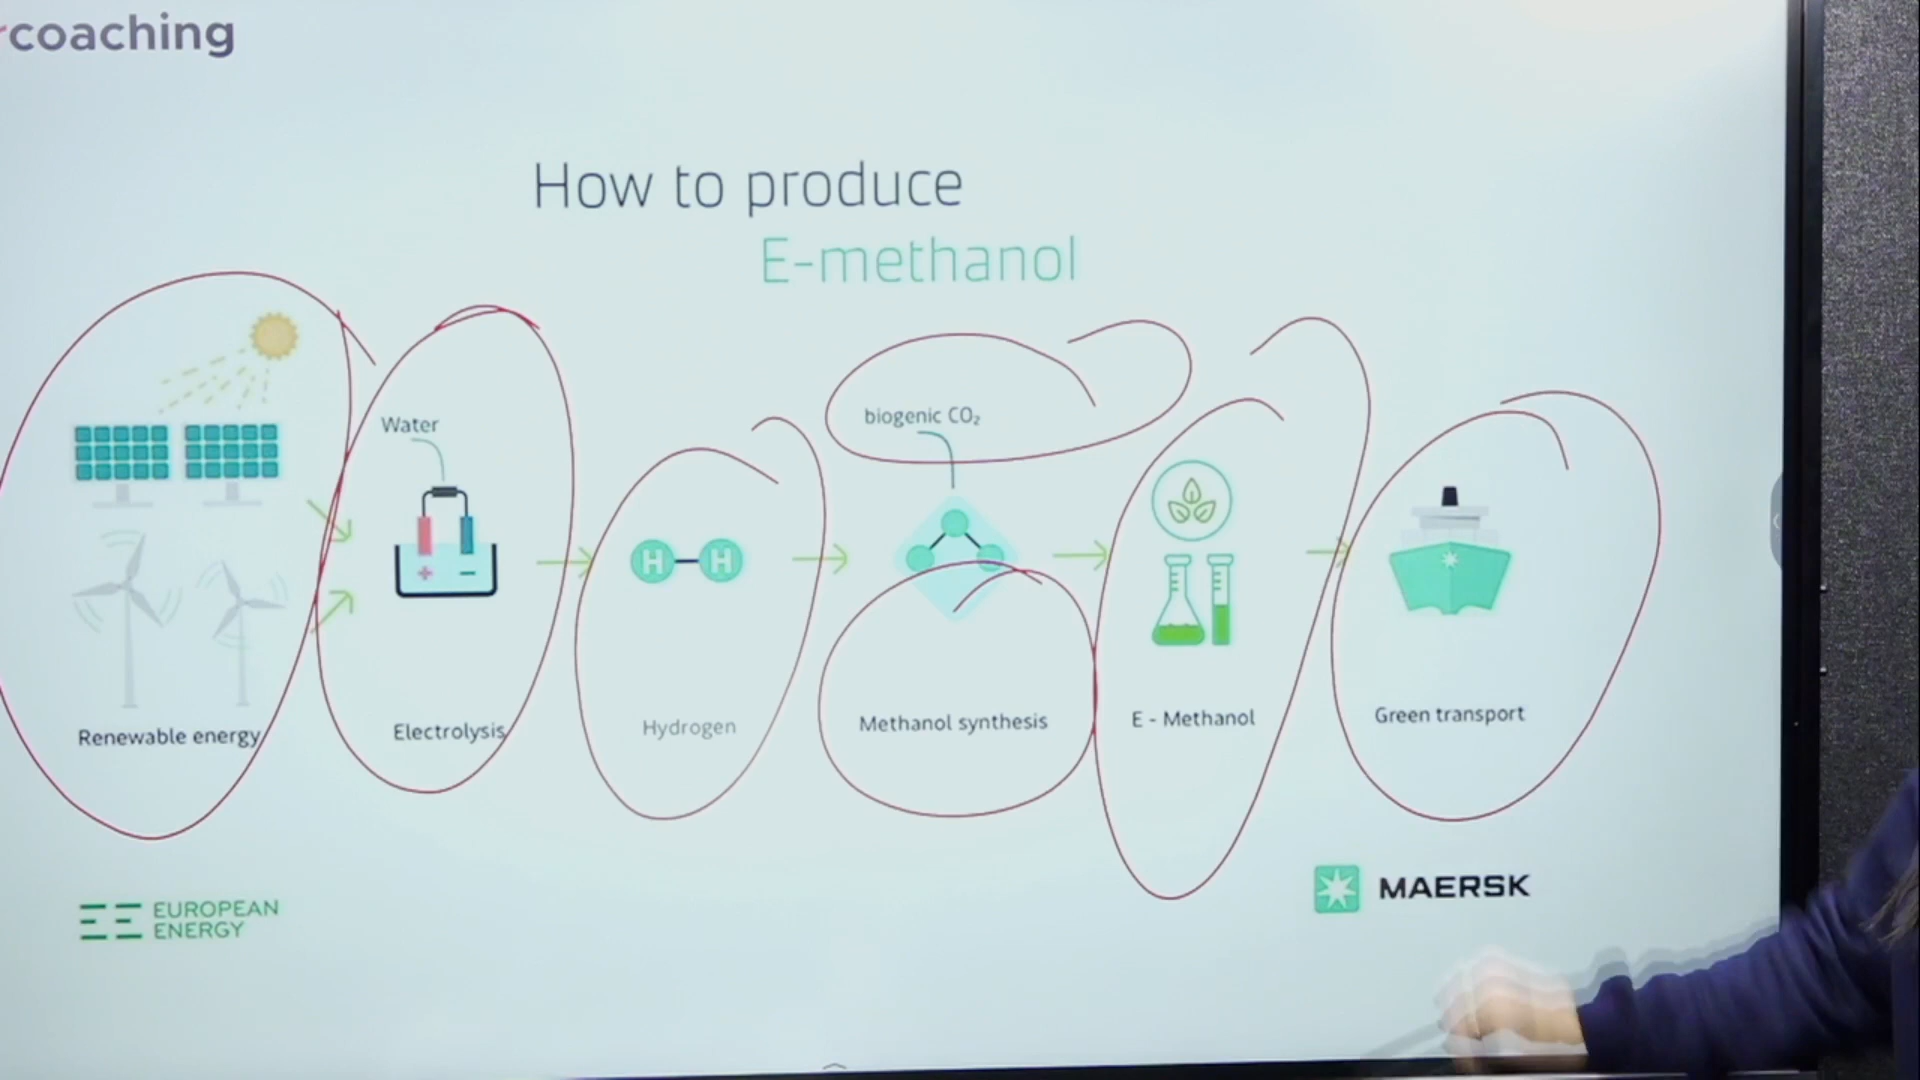 coaching
How to produce
E-methanol
Water
biogenic CO₂
H
H
+
−
Renewable energy
Electrolysis
Hydrogen
Methanol synthesis
E - Methanol
Green transport
EUROPEAN
ENERGY
MAERSK